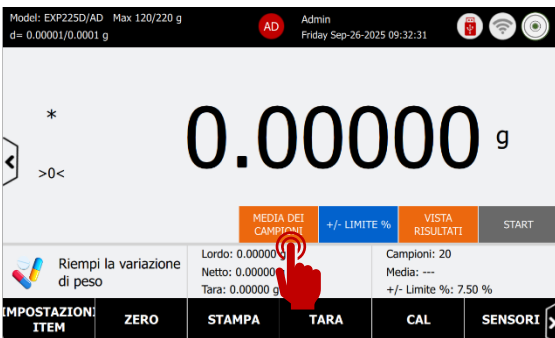 Model: EXP225D/AD Max 120/220 g
d= 0.00001/0.0001 g
AD
Admin
Friday Sep-26-2025 09:32:31
*
>0<
0.00000 g
MEDIA DEI
CAMPIONI
+/- LIMITE %
VISTA
RISULTATI
START
Riempi la variazione
di peso
Lordo: 0.00000 g
Netto: 0.00000
Tara: 0.00000 g
Campioni: 20
Media: ---
+/- Limite %: 7.50 %
IMPOSTAZIONI
ITEM
ZERO
STAMPA
TARA
CAL
SENSORI